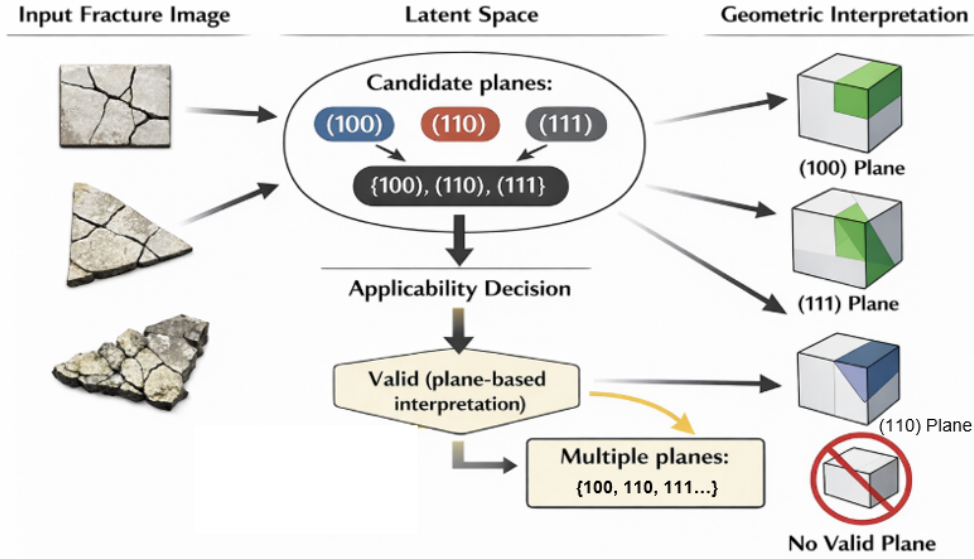 Input Fracture Image
Latent Space
Geometric Interpretation
Candidate planes:
(100)
(110)
(111)
{100), (110), (111}
(100) Plane
(111) Plane
Applicability Decision
Valid (plane-based
interpretation)
(110) Plane
Multiple planes:
{100, 110, 111...}
No Valid Plane